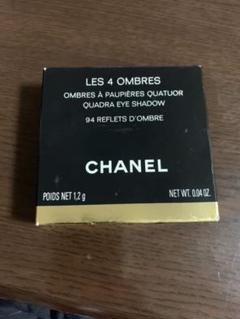 LES 4 OMBRES
OMBRES À PAUPIÈRES QUATUOR
QUADRA EYE SHADOW
94 REFLETS D'OMBRE
CHANEL
POIDS NET 1,2 g NET WT. 0.04 OZ.